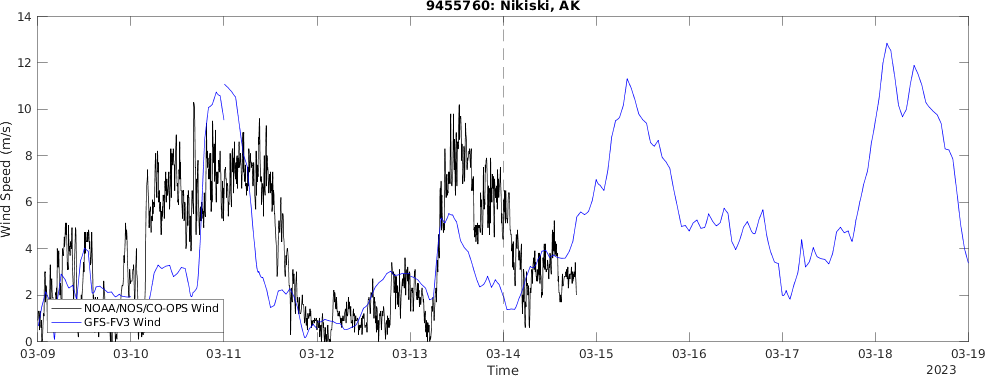 9455760: Nikiski, AK
Wind Speed (m/s)
14
12
10
8
6
4
2
0
NOAA/NOS/CO-OPS Wind
GFS-FV3 Wind
03-09 03-10 03-11 03-12 03-13 03-14 03-15 03-16 03-17 03-18 03-19
Time
2023